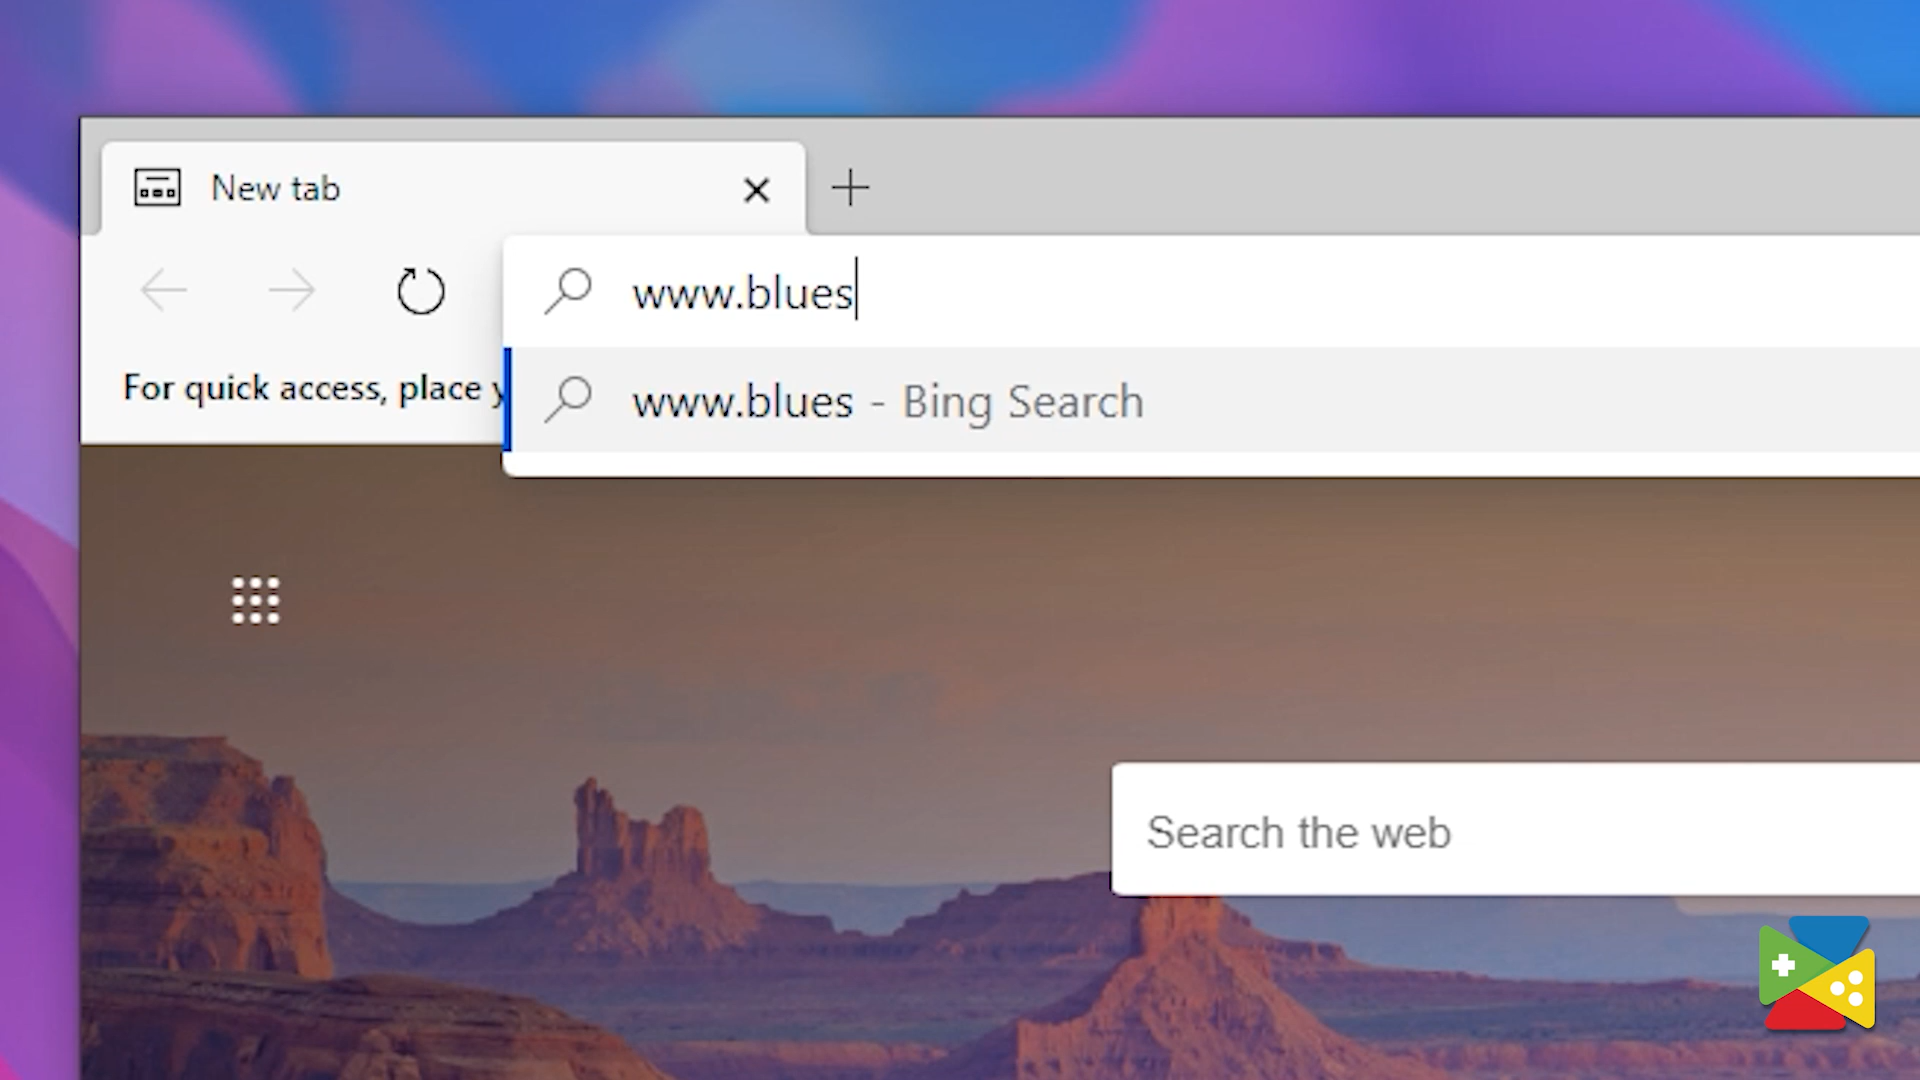 New tab
www.blues
For quick access, place
www.blues - Bing Search
Search the web